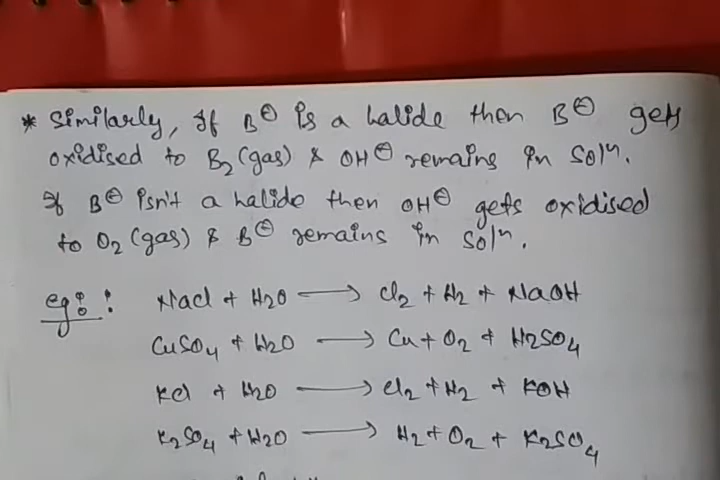 * Similarly, If B⊖ is a halide then B⊖ gets
oxidised to B₂ (gas) & OH⊖ remains in solⁿ.
If B⊖ isn't a halide then OH⊖ gets oxidised
to O₂ (gas) & B⊖ remains in solⁿ.
eg: : NaCl + H₂O → Cl₂ + H₂ + NaOH
CuSO₄ + H₂O → Cu + O₂ + H₂SO₄
KCl + H₂O → Cl₂ + H₂ + KOH
K₂SO₄ + H₂O → H₂ + O₂ + K₂SO₄